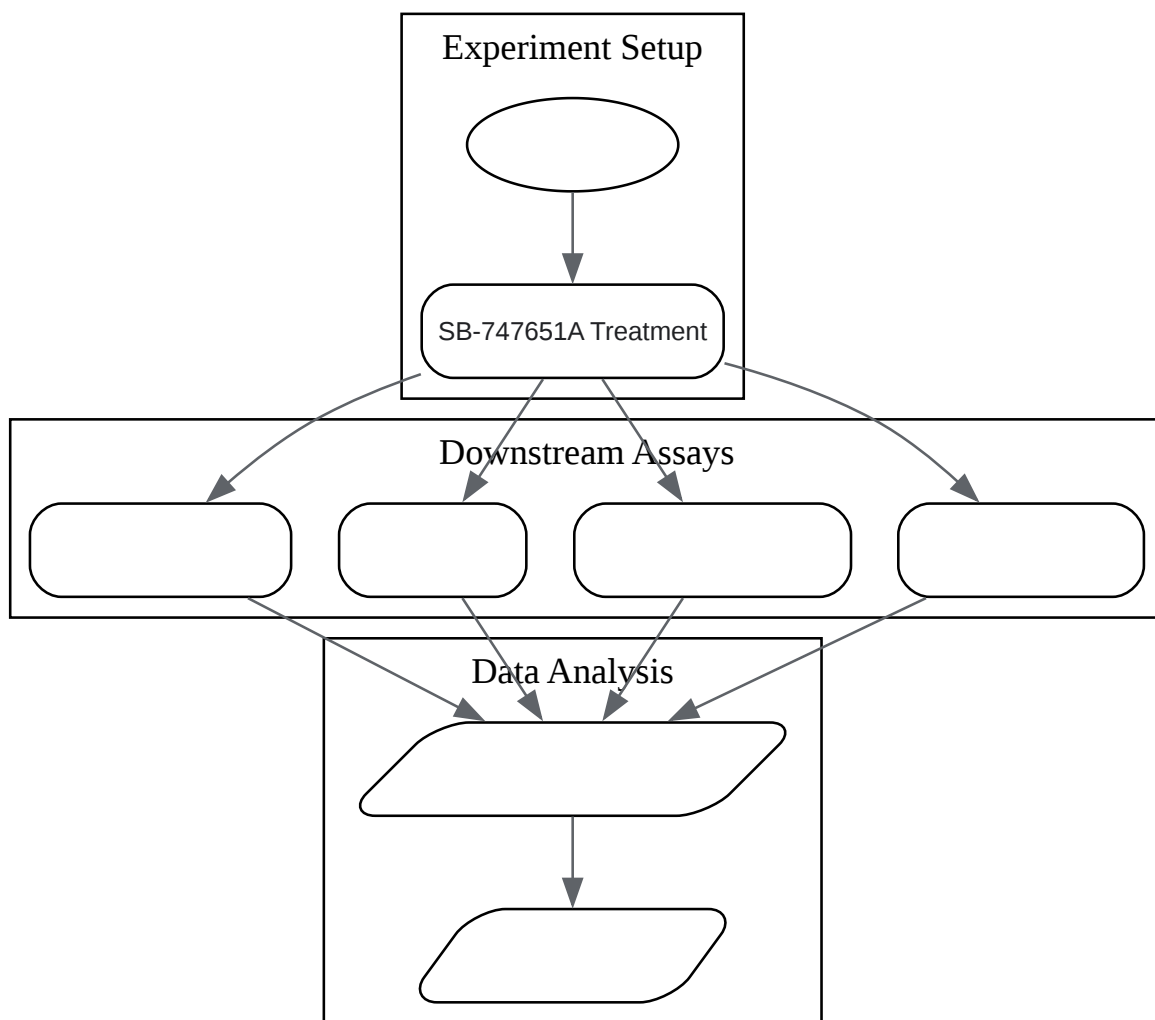 Experiment Setup
SB-747651A Treatment
Downstream Assays
Data Analysis